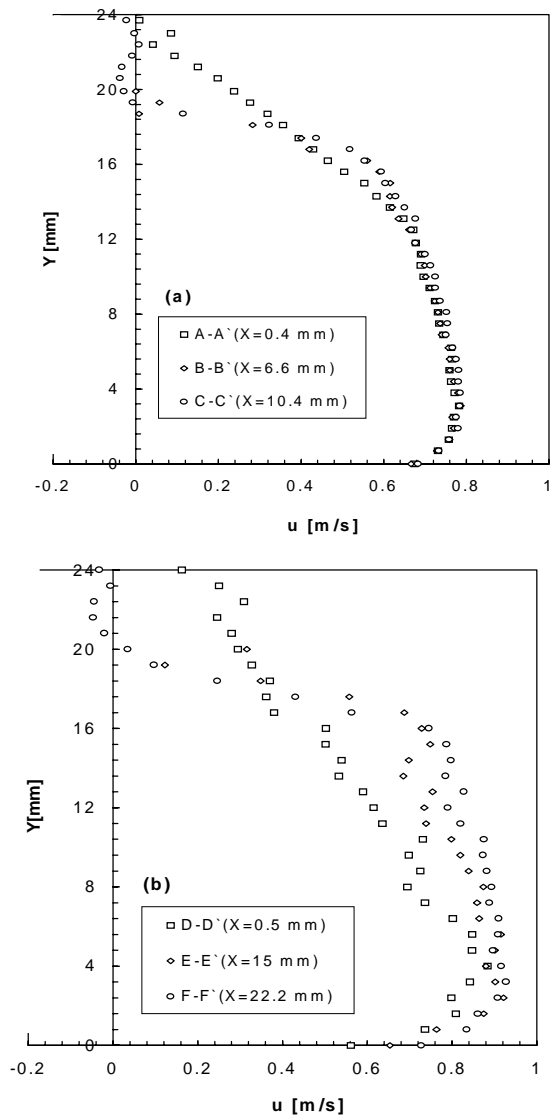 24
20
16
12
8
4
0
Y [mm]
(a)
A-A`(X=0.4 mm)
B-B`(X=6.6 mm)
C-C`(X=10.4 mm)
-0.2 0 0.2 0.4 0.6 0.8 1
u [m/s]
24
20
16
12
8
4
0
Y[mm]
(b)
D-D`(X=0.5 mm)
E-E`(X=15 mm)
F-F`(X=22.2 mm)
-0.2 0 0.2 0.4 0.6 0.8 1
u [m/s]